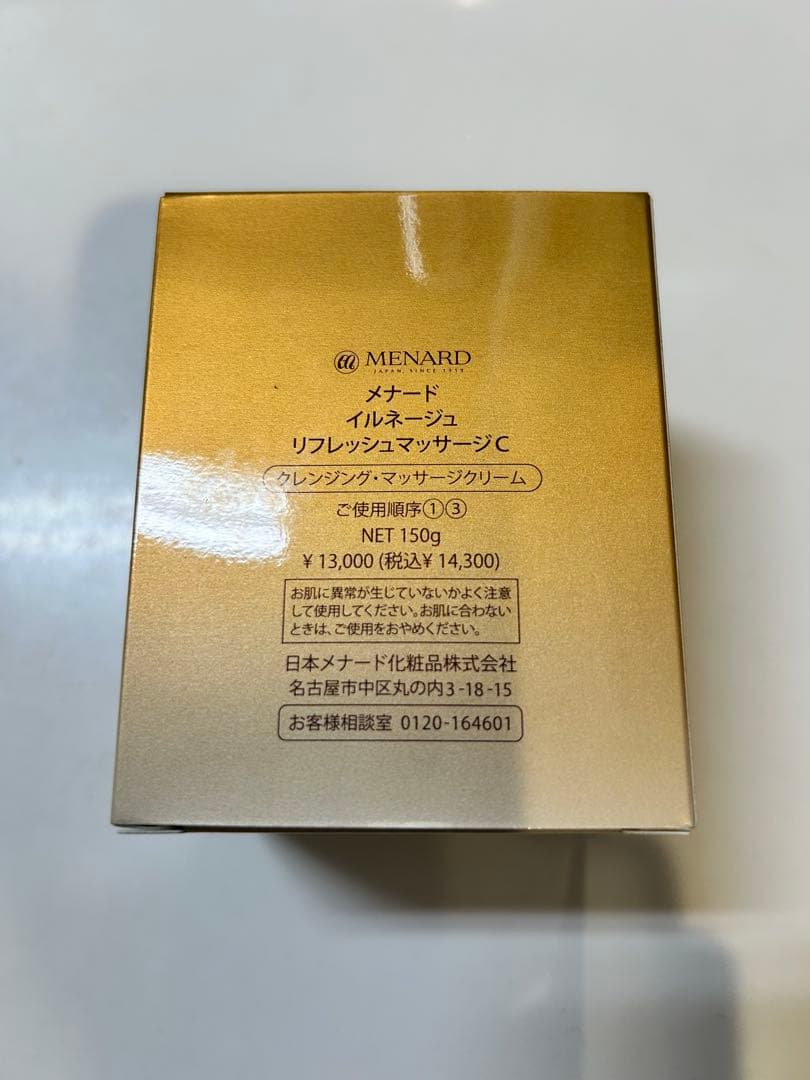 MENARD
JAPAN, SINCE 1959
メナード
イルネージュ
リフレッシュマッサージC
クレンジング・マッサージクリーム
ご使用順序①③
NET 150g
¥13,000 (税込¥14,300)
お肌に異常が生じていないかよく注意
して使用してください。お肌に合わない
ときは、ご使用をおやめください。
日本メナード化粧品株式会社
名古屋市中区丸の内3-18-15
お客様相談室 0120-164601